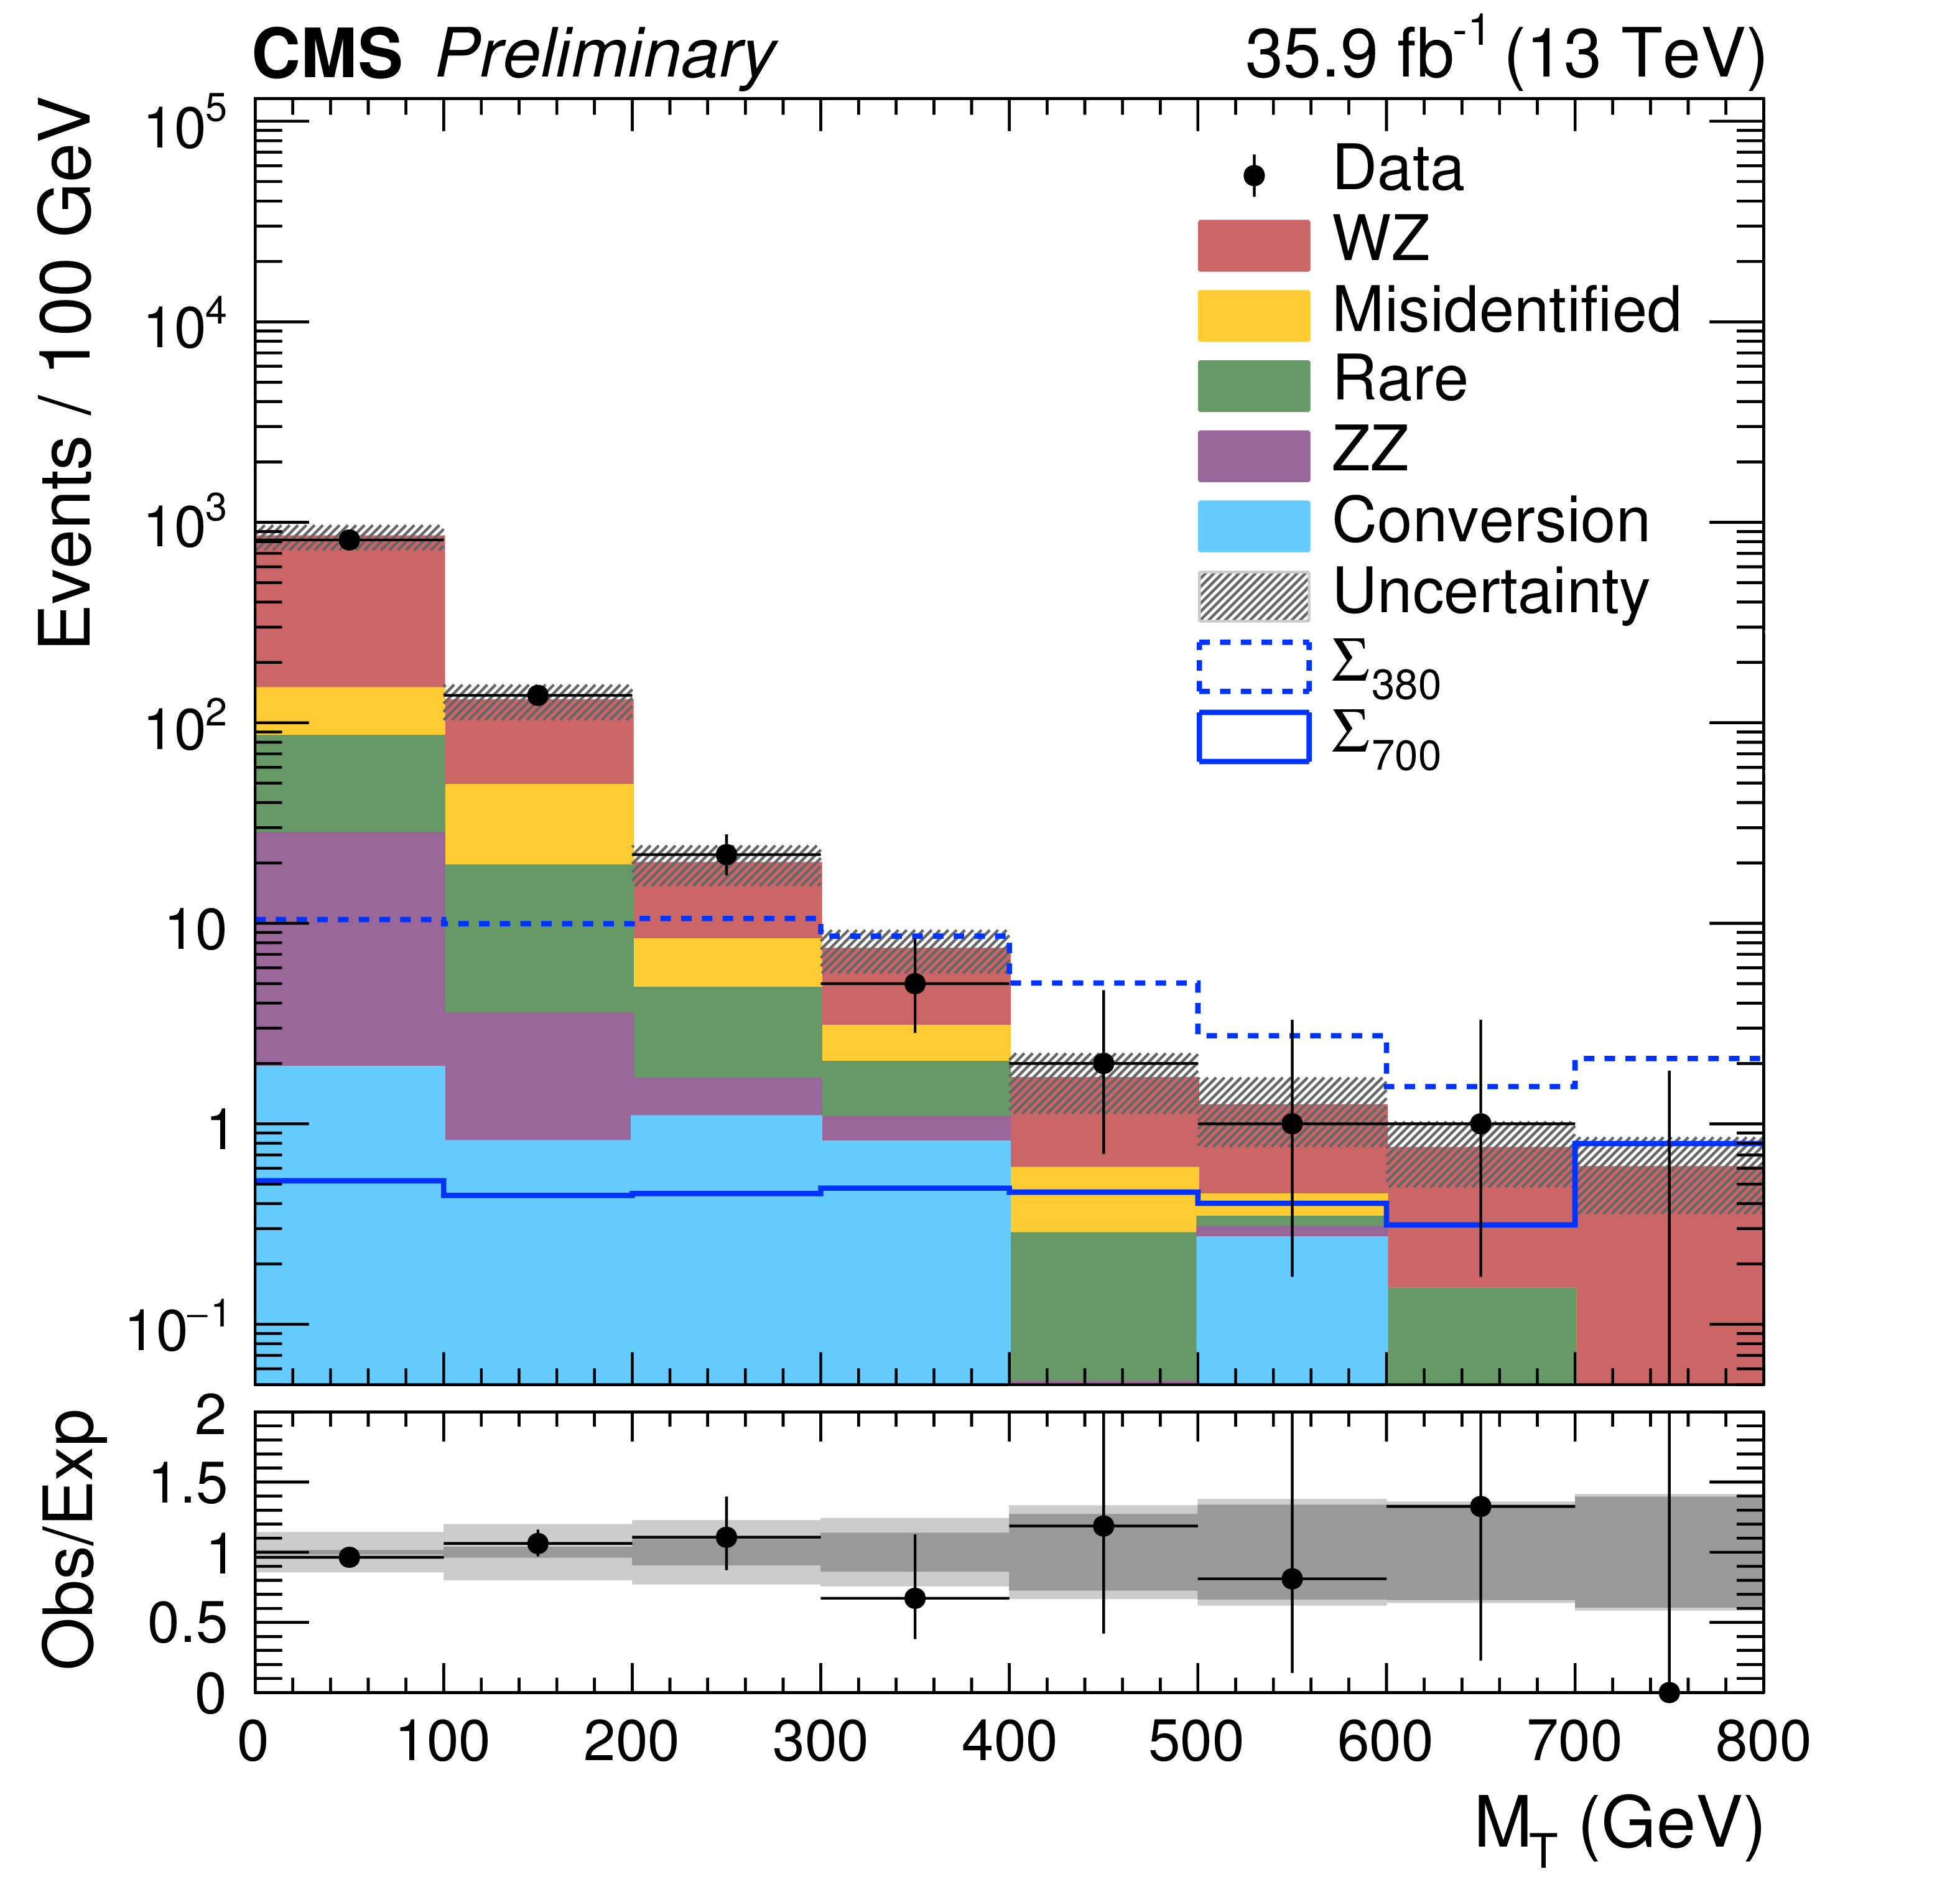 CMS Preliminary 35.9 fb⁻¹ (13 TeV)
Events / 100 GeV
10⁵
10⁴
10³
10²
10
1
10⁻¹
Data
WZ
Misidentified
Rare
ZZ
Conversion
Uncertainty
Σ₃₈₀
Σ₇₀₀
Obs/Exp
2
1.5
1
0.5
0
0 100 200 300 400 500 600 700 800
M_T (GeV)